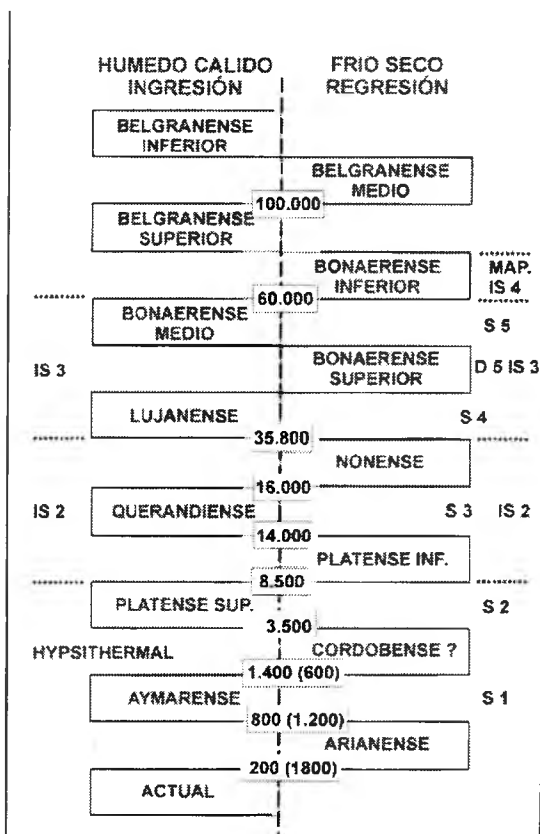 HUMEDO CALIDO
INGRESIÓN
FRIO SECO
REGRESIÓN
BELGRANENSE
INFERIOR
BELGRANENSE
MEDIO
100.000
BELGRANENSE
SUPERIOR
BONAERENSE
INFERIOR
MAP.
IS 4
60.000
BONAERENSE
MEDIO
S 5
IS 3
BONAERENSE
SUPERIOR
D 5 IS 3
LUJANENSE
S 4
35.800
NONENSE
16.000
IS 2
QUERANDIENSE
S 3
IS 2
14.000
PLATENSE INF.
8.500
PLATENSE SUP.
S 2
3.500
HYPSITHERMAL
CORDOBENSE ?
1.400 (600)
AYMARENSE
S 1
800 (1.200)
ARIANENSE
200 (1800)
ACTUAL